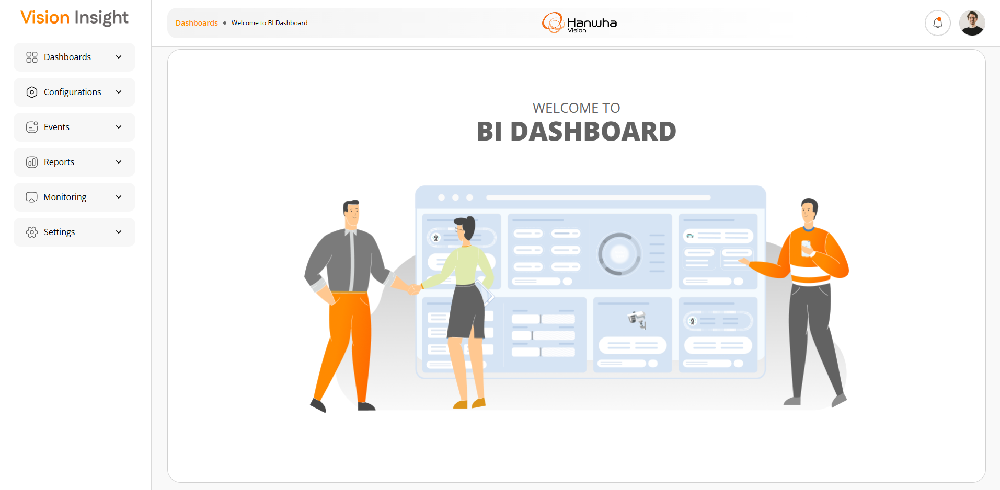 Vision Insight
Dashboards
Configurations
Events
Reports
Monitoring
Settings
Dashboards • Welcome to BI Dashboard
Hanwha
Vision
WELCOME TO
BI DASHBOARD